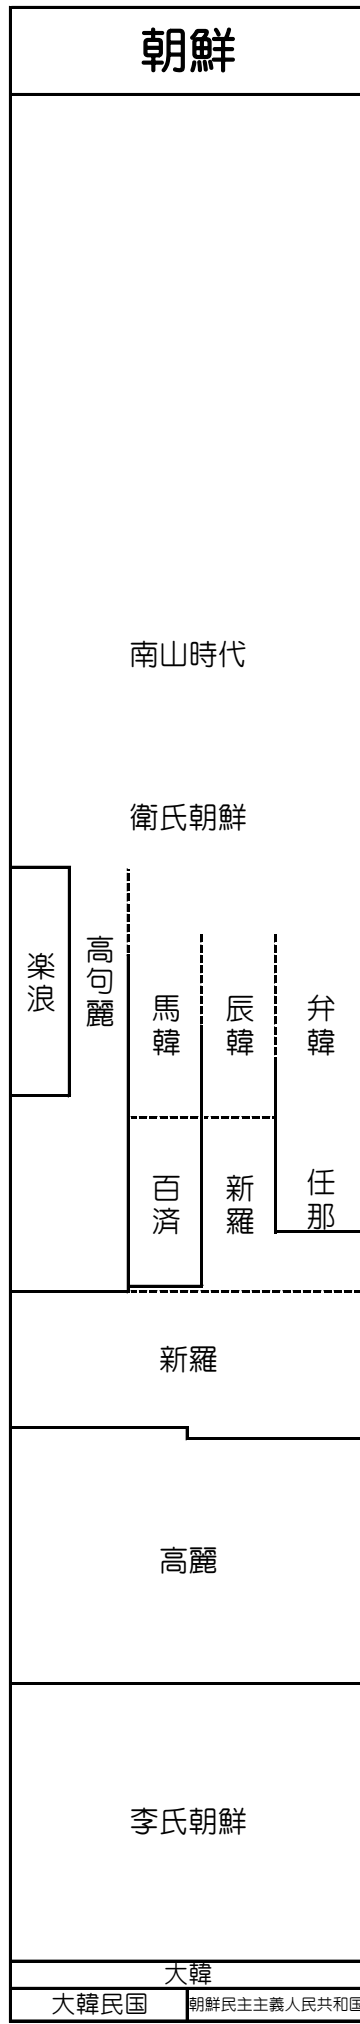 朝鮮
南山時代
衛氏朝鮮
楽浪
高句麗
馬韓
辰韓
弁韓
百済
新羅
任那
新羅
高麗
李氏朝鮮
大韓
大韓民国
朝鮮民主主義人民共和国